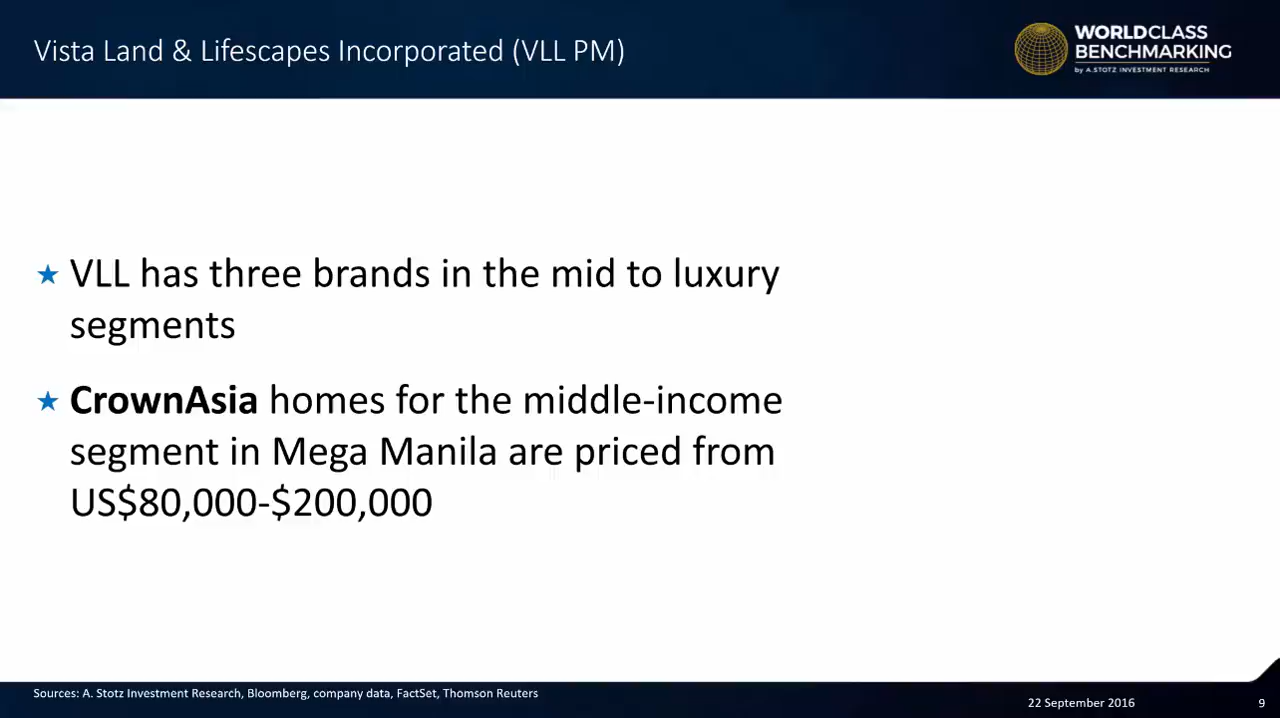 Vista Land & Lifescapes Incorporated (VLL PM)
WORLDCLASS
BENCHMARKING
by A.STOTZ INVESTMENT RESEARCH
★ VLL has three brands in the mid to luxury
segments
★ CrownAsia homes for the middle-income
segment in Mega Manila are priced from
US$80,000-$200,000
Sources: A. Stotz Investment Research, Bloomberg, company data, FactSet, Thomson Reuters
22 September 2016
9